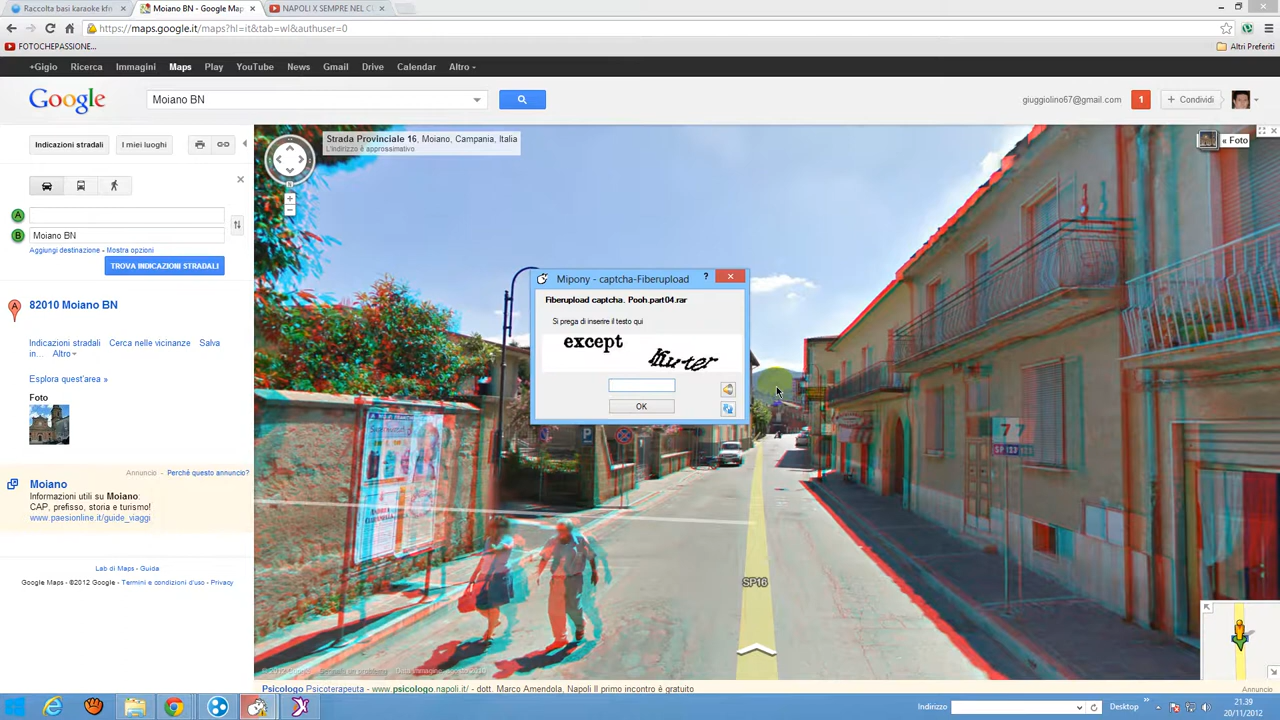 Raccolta basi karaoke kfn
Moiano BN - Google Map
NAPOLI X SEMPRE NEL C
https://maps.google.it/maps?hl=it&tab=wl&authuser=0
FOTOCHEPASSIONE...
Altri Preferiti
+Gigio Ricerca Immagini Maps Play YouTube News Gmail Drive Calendar Altro
Google
Moiano BN
giuggiolino67@gmail.com
1
+ Condividi
Indicazioni stradali
I miei luoghi
Strada Provinciale 16, Moiano, Campania, Italia
L'indirizzo è approssimativo
« Foto
N
A
B Moiano BN
Aggiungi destinazione - Mostra opzioni
TROVA INDICAZIONI STRADALI
A 82010 Moiano BN
Indicazioni stradali Cerca nelle vicinanze Salva
in... Altro
Esplora quest'area »
Foto
Annuncio - Perché questo annuncio?
Moiano
Informazioni utili su Moiano:
CAP, prefisso, storia e turismo!
www.paesionline.it/guide_viaggi
Lab di Maps - Guida
Google Maps - ©2012 Google - Termini e condizioni d'uso - Privacy
Mipony - captcha-Fiberupload
Fiberupload captcha. Pooh.part04.rar
Si prega di inserire il testo qui
except
OK
P
77
SP16
Psicologo Psicoterapeuta - www.psicologo.napoli.it/ - dott. Marco Amendola, Napoli Il primo incontro è gratuito
Annuncio
Indirizzo
Desktop
21.39
20/11/2012